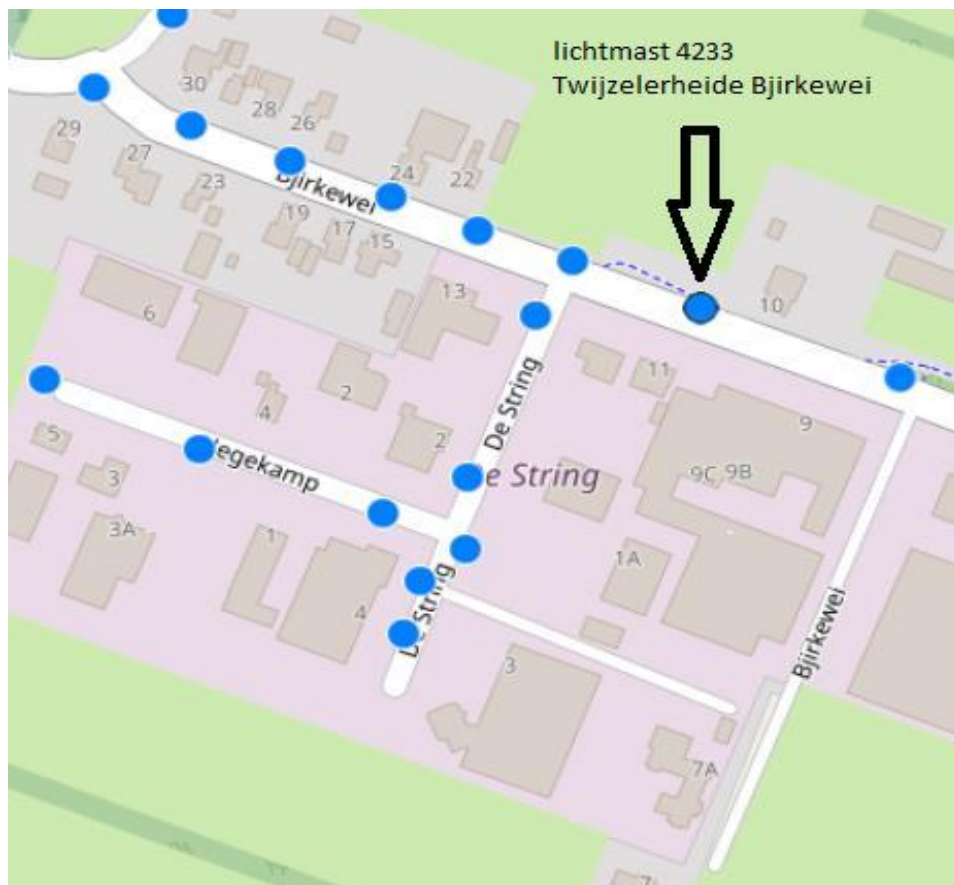 lichtmast 4233
Twijzelerheide Bjirkewei
30
28
26
29
27
24
22
23
Bjirkewei
19
17
15
10
13
6
11
2
4
9
De String
2
5
egekamp
e String
9C
9B
3
3A
1
1A
4
De String
Bjirkewei
3
7A
7